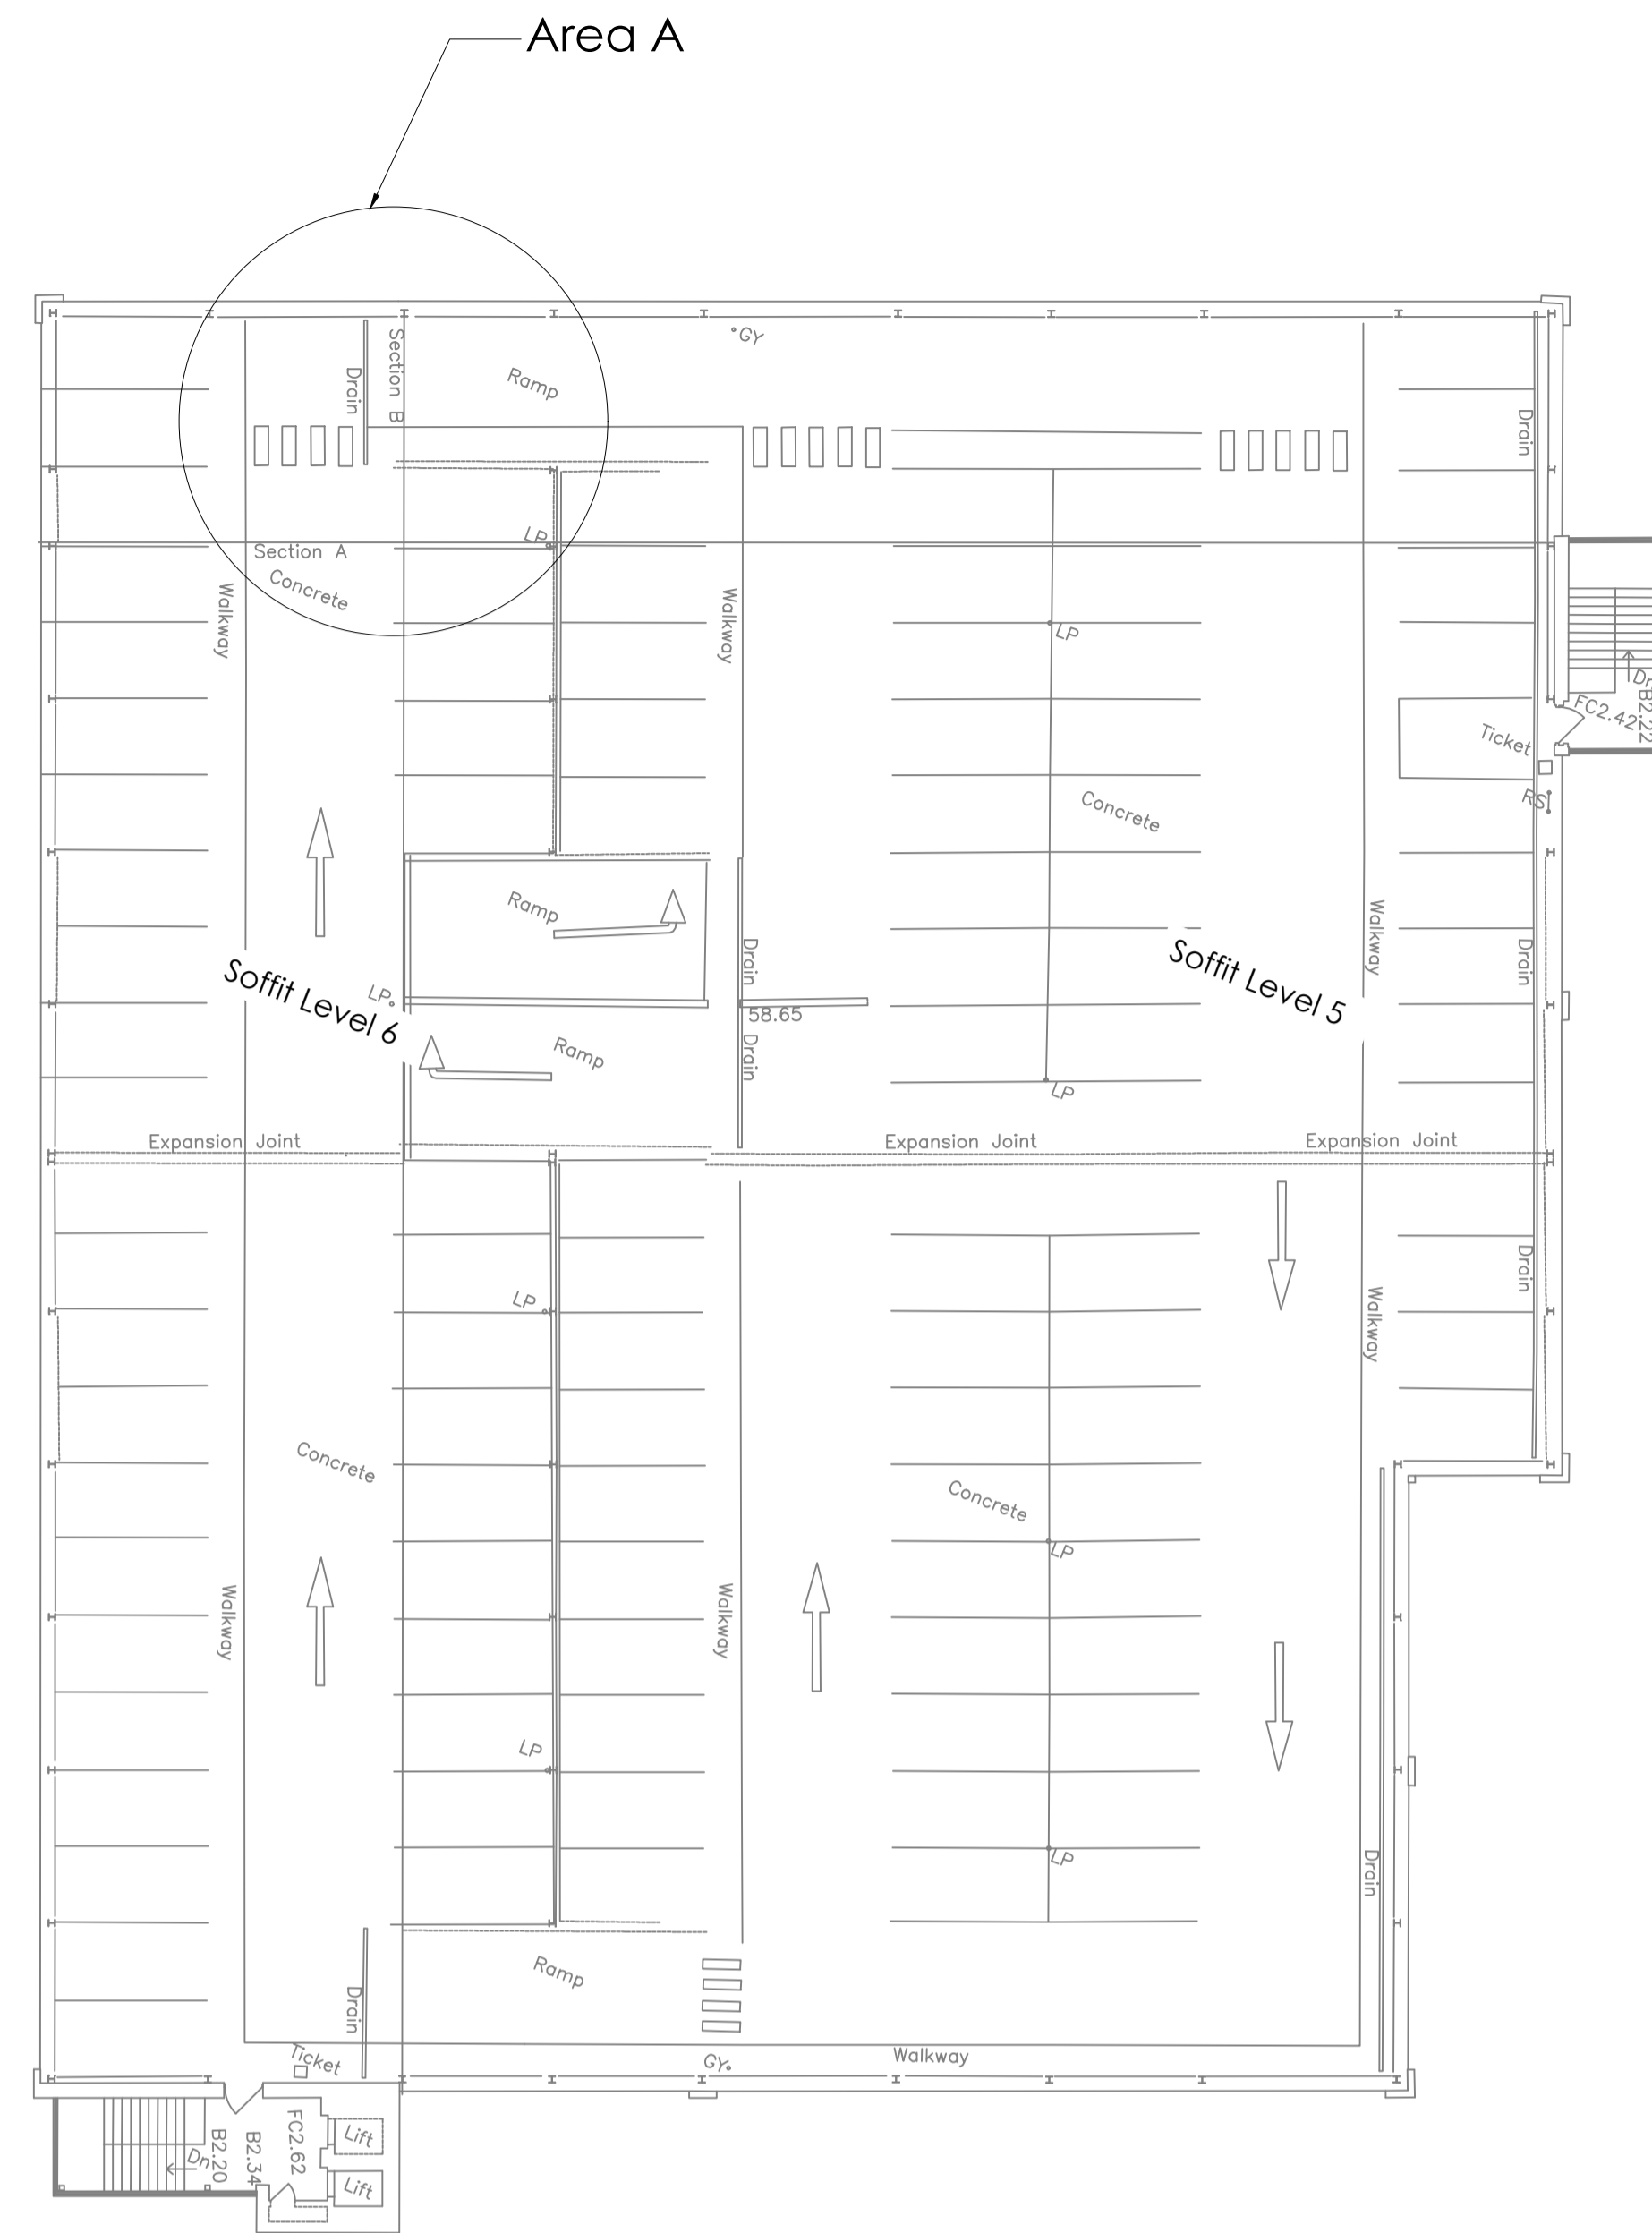 Area A
GY
Section B
Drain
Ramp
Drain
LP
Section A
Concrete
Walkway
Walkway
LP
FC2.42
B2.22
Ticket
RS
Concrete
Ramp
Walkway
Drain
Drain
Soffit Level 6
Soffit Level 5
LP
58.65
Ramp
Drain
LP
Expansion Joint
Expansion Joint
Expansion Joint
Drain
LP
Walkway
Concrete
Concrete
LP
Walkway
Walkway
LP
LP
Drain
Ramp
Drain
Ticket
GY
Walkway
FC2.62
Lift
B2.20
B2.34
Dn
Lift